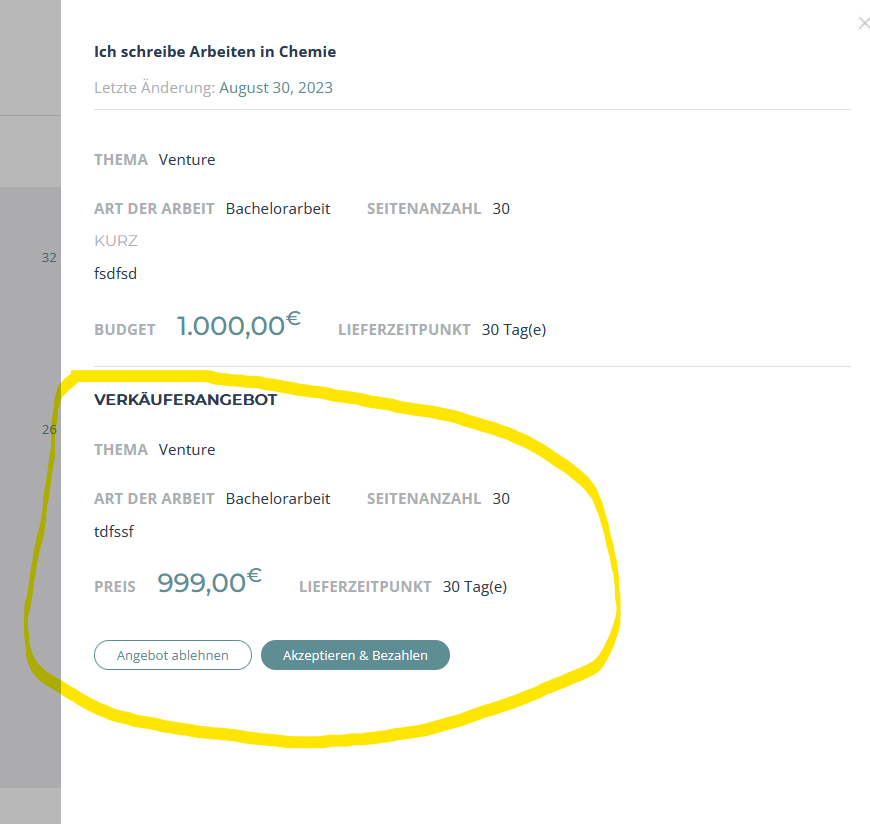 Ich schreibe Arbeiten in Chemie
Letzte Änderung: August 30, 2023
THEMA Venture
ART DER ARBEIT Bachelorarbeit SEITENANZAHL 30
KURZ
32
fsdfsd
BUDGET 1.000,00€ LIEFERZEITPUNKT 30 Tag(e)
VERKÄUFERANGEBOT
26
THEMA Venture
ART DER ARBEIT Bachelorarbeit SEITENANZAHL 30
tdfssf
PREIS 999,00€ LIEFERZEITPUNKT 30 Tag(e)
Angebot ablehnen Akzeptieren & Bezahlen